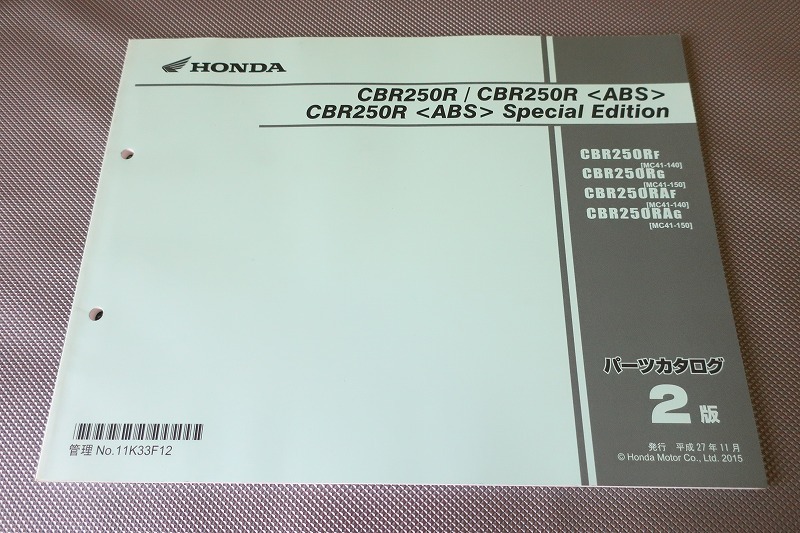 HONDA
CBR250R / CBR250R <ABS>
CBR250R <ABS> Special Edition
CBR250RF
[MC41-140]
CBR250RG
[MC41-150]
CBR250RAF
[MC41-140]
CBR250RAG
[MC41-150]
パーツカタログ
2 版
発行 平成27年11月
© Honda Motor Co., Ltd. 2015
管理 No.11K33F12